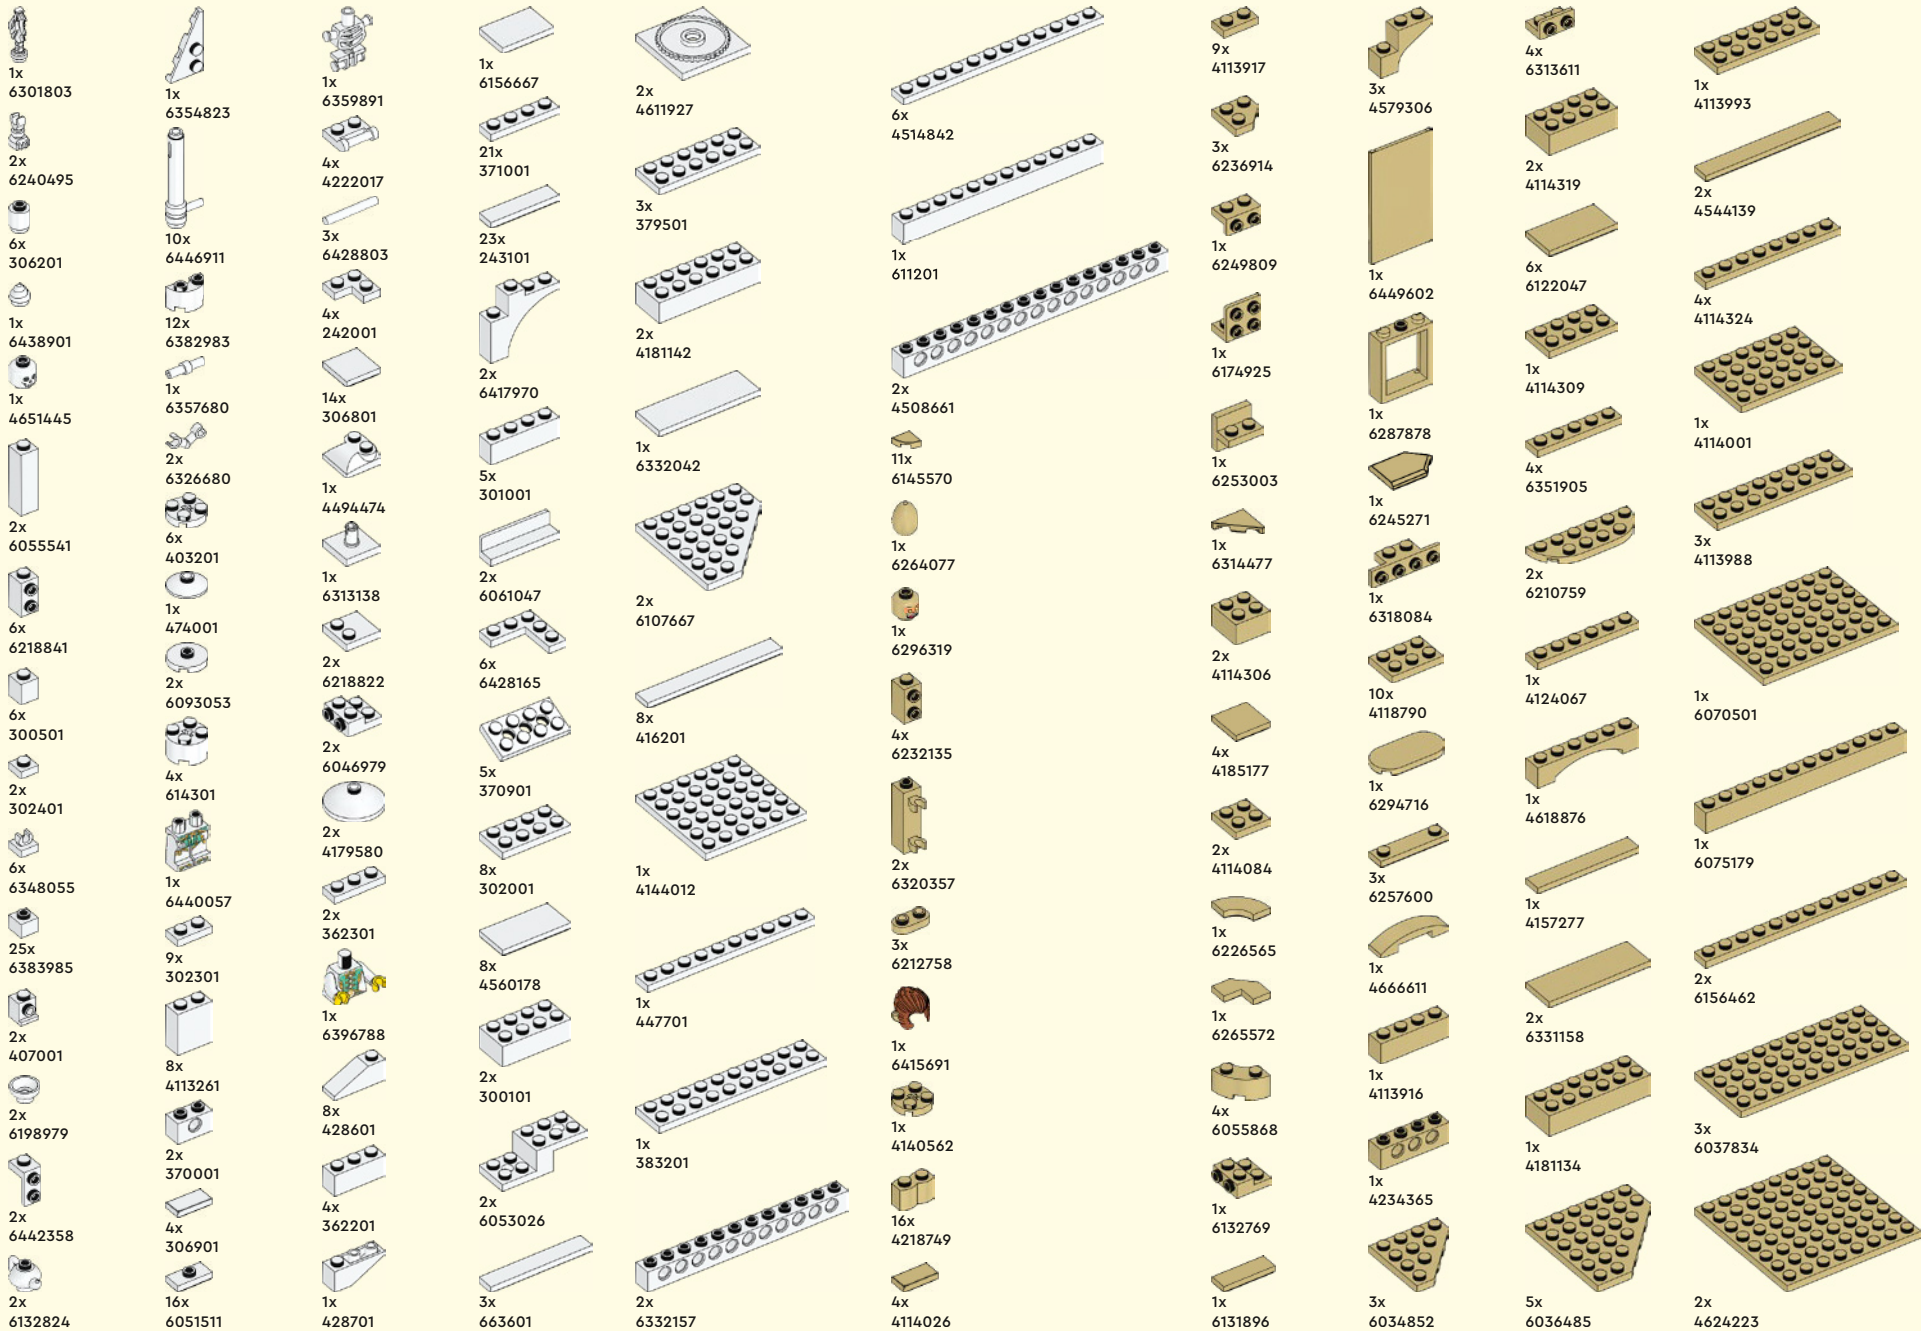 1x
6301803
2x
6240495
6x
306201
1x
6438901
1x
4651445
2x
6055541
6x
6218841
6x
300501
2x
302401
6x
6348055
25x
6383985
2x
407001
2x
6198979
2x
6442358
2x
6132824
1x
6354823
10x
6446911
12x
6382983
1x
6357680
2x
6326680
6x
403201
1x
474001
2x
6093053
4x
614301
1x
6440057
9x
302301
8x
4113261
2x
370001
4x
306901
16x
6051511
1x
6359891
4x
4222017
3x
6428803
4x
242001
14x
306801
1x
4494474
1x
6313138
2x
6218822
2x
6046979
2x
4179580
2x
362301
1x
6396788
8x
428601
4x
362201
1x
428701
1x
6156667
21x
371001
23x
243101
2x
6417970
5x
301001
2x
6061047
6x
6428165
5x
370901
8x
302001
8x
4560178
2x
300101
2x
6053026
3x
663601
2x
4611927
3x
379501
2x
4181142
1x
6332042
2x
6107667
8x
416201
1x
4144012
1x
447701
1x
383201
2x
6332157
6x
4514842
1x
611201
2x
4508661
11x
6145570
1x
6264077
1x
6296319
4x
6232135
2x
6320357
3x
6212758
1x
6415691
1x
4140562
16x
4218749
4x
4114026
9x
4113917
3x
6236914
1x
6249809
1x
6174925
1x
6253003
1x
6314477
2x
4114306
4x
4185177
2x
4114084
1x
6226565
1x
6265572
4x
6055868
1x
6132769
1x
6131896
3x
4579306
1x
6449602
1x
6287878
1x
6245271
1x
6318084
10x
4118790
1x
6294716
3x
6257600
1x
4666611
1x
4113916
1x
4234365
3x
6034852
4x
6313611
2x
4114319
6x
6122047
1x
4114309
4x
6351905
2x
6210759
1x
4124067
1x
4618876
1x
4157277
2x
6331158
1x
4181134
5x
6036485
1x
4113993
2x
4544139
4x
4114324
1x
4114001
3x
4113988
1x
6070501
1x
6075179
2x
6156462
3x
6037834
2x
4624223